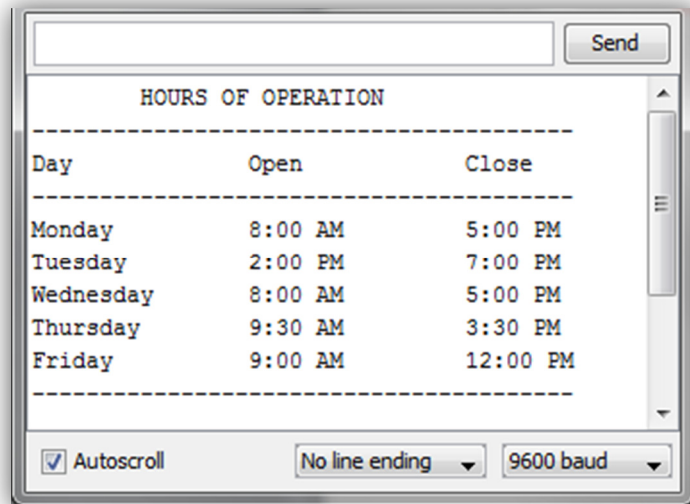 Send
HOURS OF OPERATION
----------------------------------------
Day Open Close
----------------------------------------
Monday 8:00 AM 5:00 PM
Tuesday 2:00 PM 7:00 PM
Wednesday 8:00 AM 5:00 PM
Thursday 9:30 AM 3:30 PM
Friday 9:00 AM 12:00 PM
----------------------------------------
Autoscroll No line ending 9600 baud